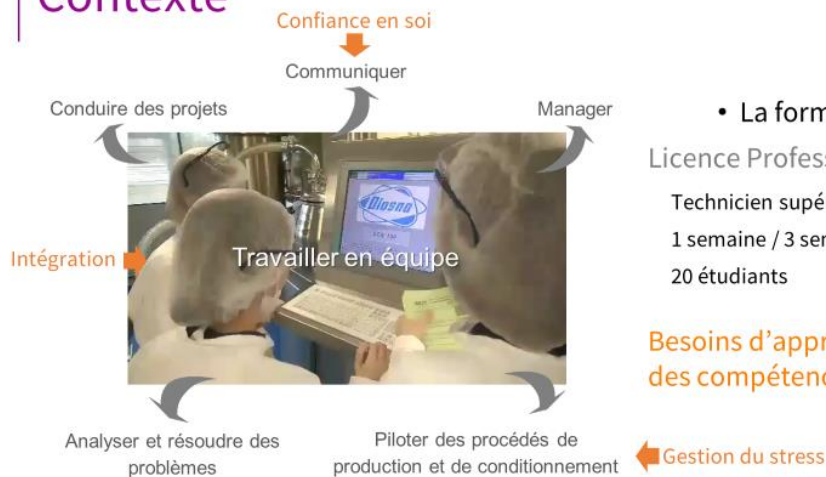 Contexte
Confiance en soi
Communiquer
Conduire des projets
Manager
Intégration
Travailler en équipe
Diosna
Analyser et résoudre des
problèmes
Piloter des procédés de
production et de conditionnement
Gestion du stress
• La form
Licence Profess
Technicien supé
1 semaine / 3 sem
20 étudiants
Besoins d'appr
des compétenc